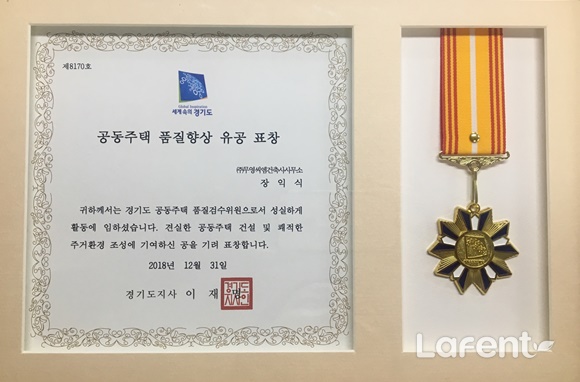 제8170호
Global Inspiration
세계속의 경기도
공동주택 품질향상 유공 표창
㈜무영씨엠건축사사무소
장 익 식
귀하께서는 경기도 공동주택 품질검수위원으로서 성실하게
활동에 임하셨습니다. 견실한 공동주택 건설 및 쾌적한
주거환경 조성에 기여하신 공을 기려 표창합니다.
2018년 12월 31일
경기도지사 이 재 명
Lafent